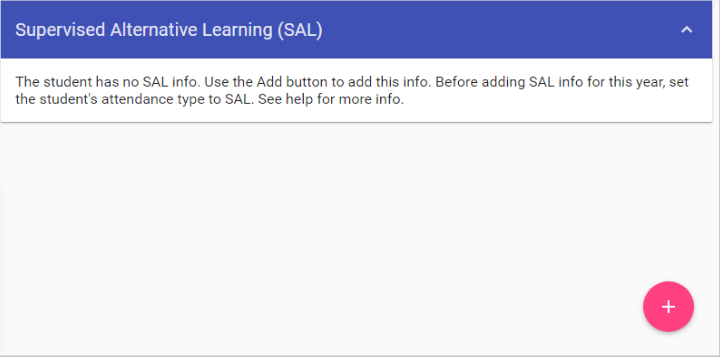 Supervised Alternative Learning (SAL)
The student has no SAL info. Use the Add button to add this info. Before adding SAL info for this year, set
the student's attendance type to SAL. See help for more info.